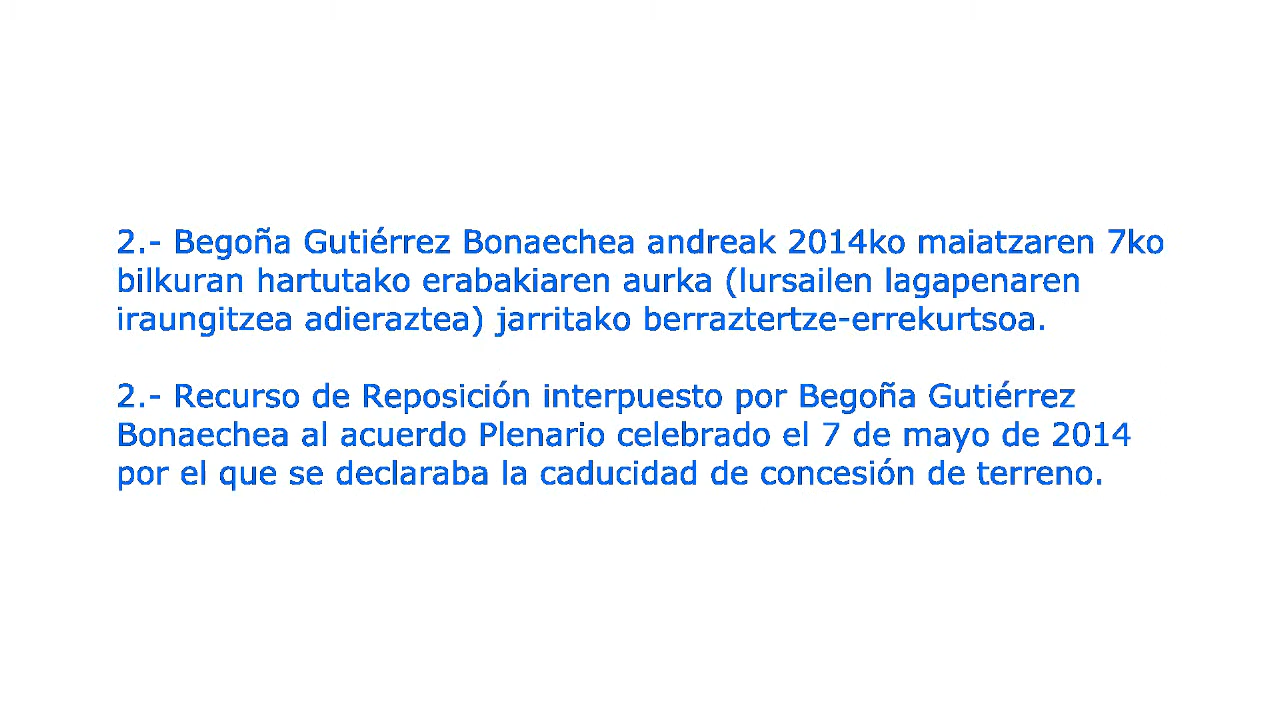 2.- Begoña Gutiérrez Bonaechea andreak 2014ko maiatzaren 7ko
bilkuran hartutako erabakiaren aurka (lursailen lagapenaren
iraungitzea adieraztea) jarritako berraztertze-errekurtsoa.
2.- Recurso de Reposición interpuesto por Begoña Gutiérrez
Bonaechea al acuerdo Plenario celebrado el 7 de mayo de 2014
por el que se declaraba la caducidad de concesión de terreno.